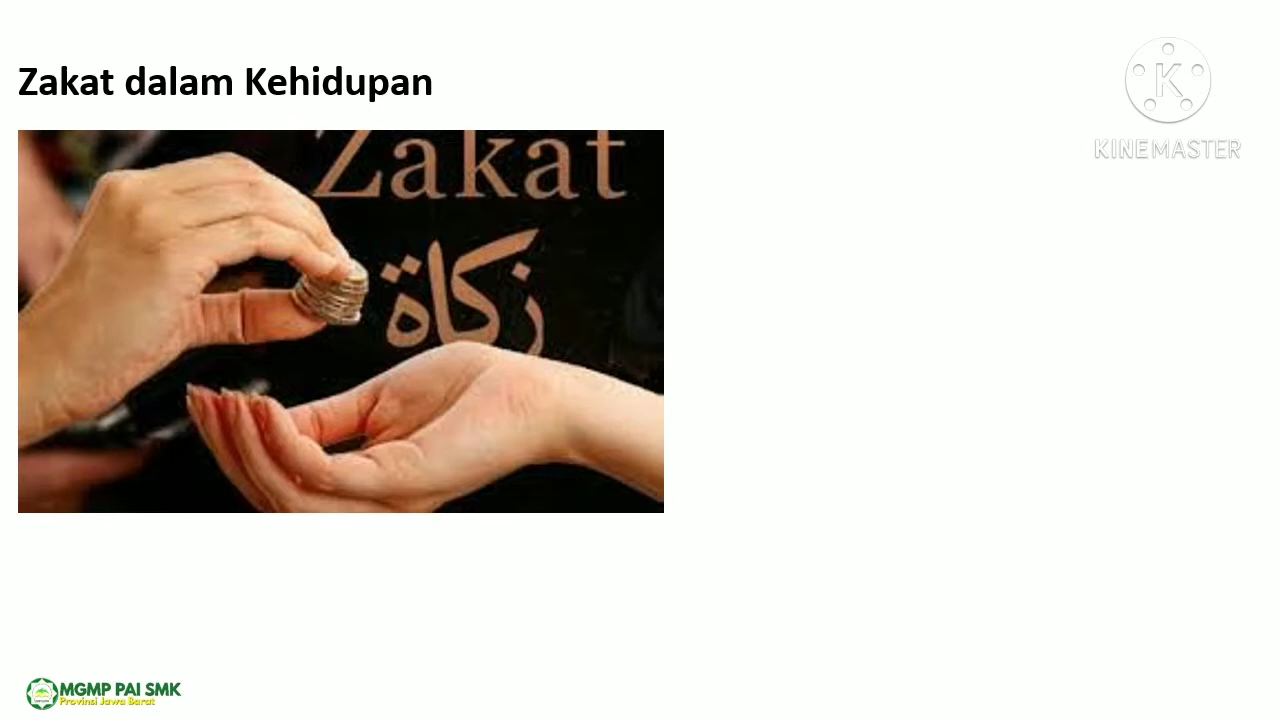 Zakat dalam Kehidupan
KINEMASTER
Zakat
زكاة
MGMP PAI SMK
Provinsi Jawa Barat